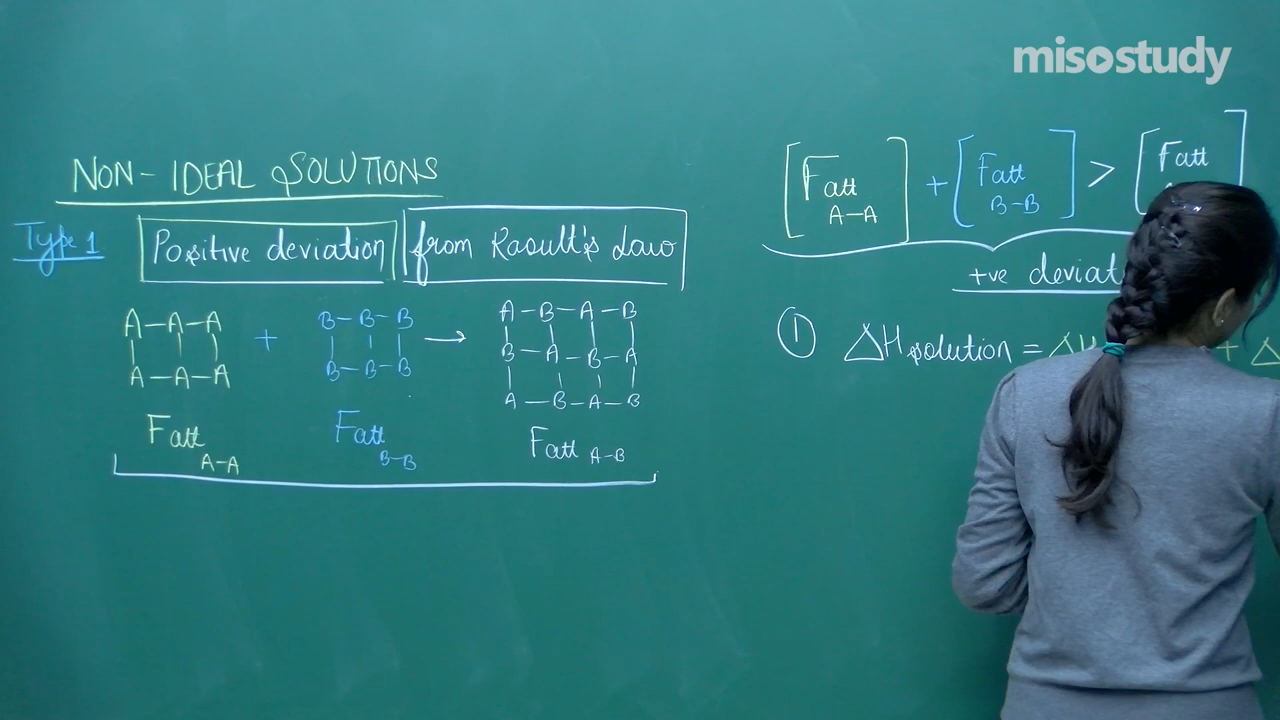 misostudy
NON-IDEAL SOLUTIONS
Type 1
Positive deviation from Raoult's Law
A-A-A + B-B-B → A-B-A-B
B-A-B-A
A-A-A B-B-B
A-B-A-B
Fatt A-A
Fatt B-B
Fatt A-B
[Fatt A-A] + [Fatt B-B] > [Fatt
+ve deviat
① ΔHsolution = ΔH + Δ